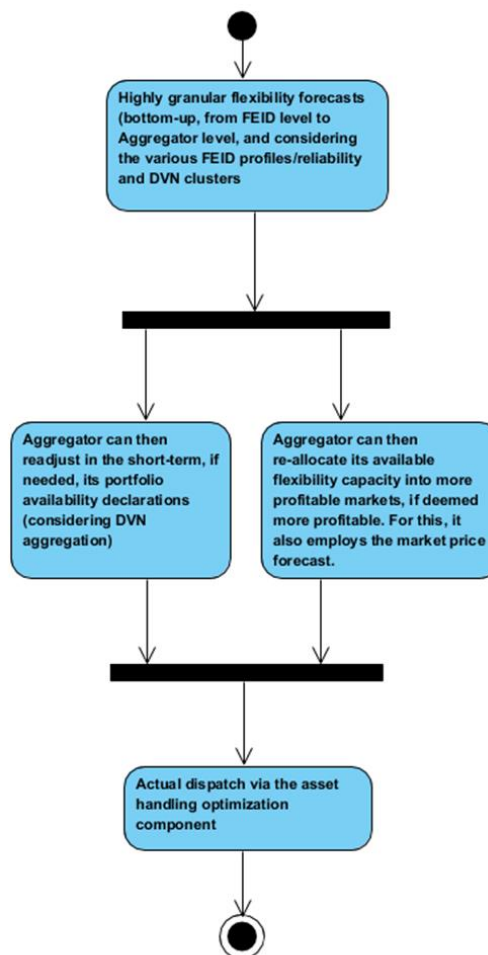 Highly granular flexibility forecasts
(bottom-up, from FEID level to
Aggregator level, and considering
the various FEID profiles/reliability
and DVN clusters
Aggregator can then
readjust in the short-term, if
needed, its portfolio
availability declarations
(considering DVN
aggregation)
Aggregator can then
re-allocate its available
flexibility capacity into more
profitable markets, if deemed
more profitable. For this, it
also employs the market price
forecast.
Actual dispatch via the asset
handling optimization
component